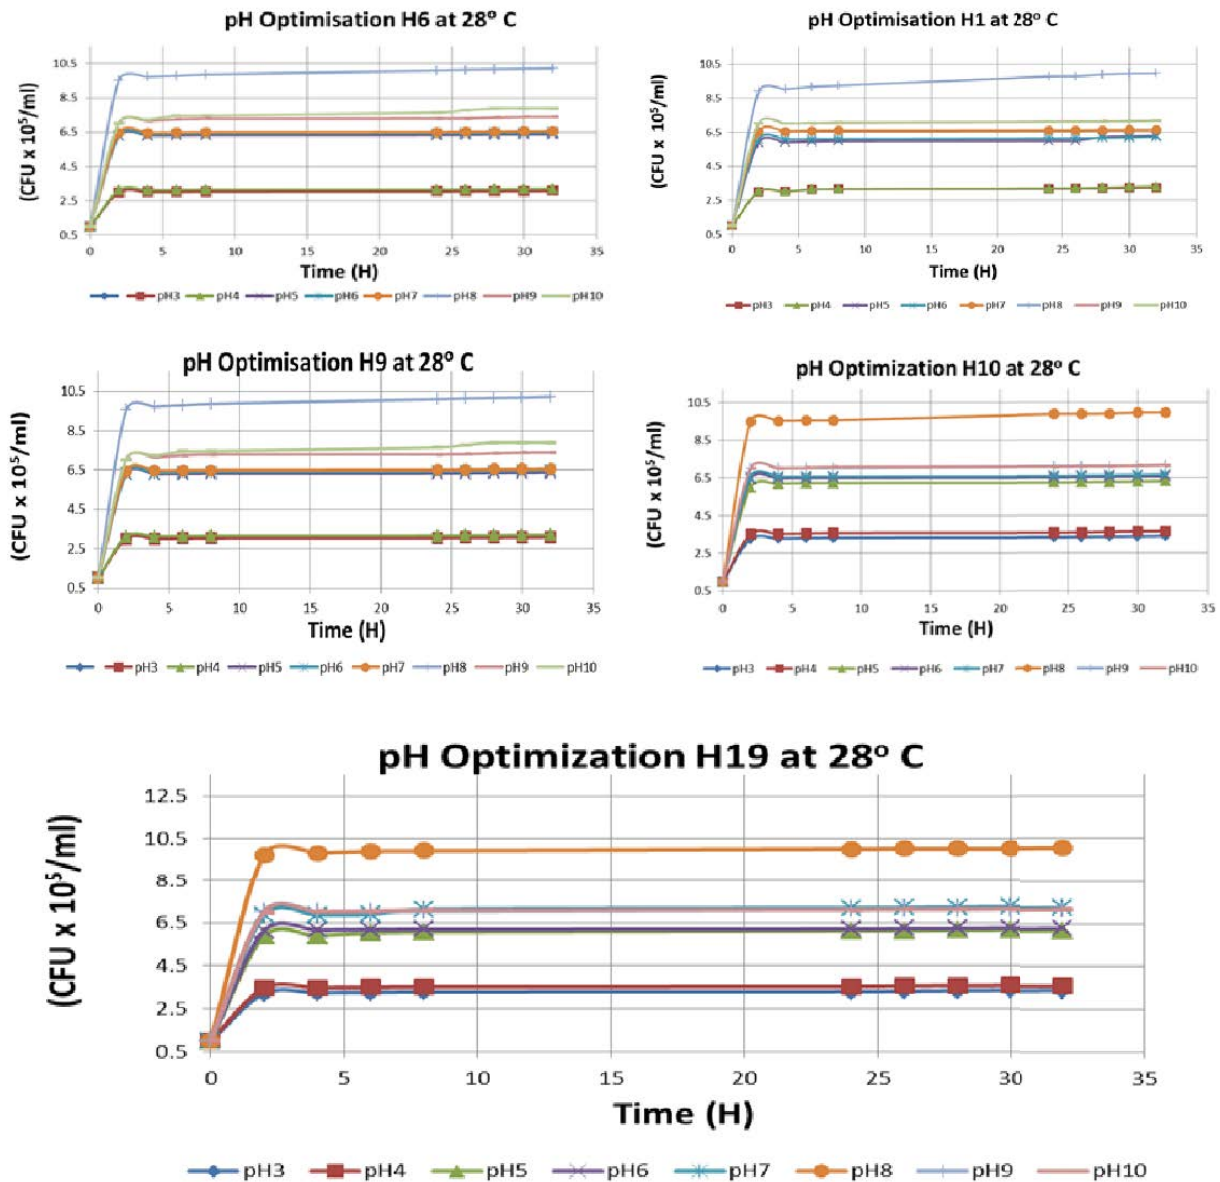 pH Optimisation H6 at 28º C
(CFU x 10⁵/ml)
10.5
8.5
6.5
4.5
2.5
0.5
0 5 10 15 20 25 30 35
Time (H)
pH3 pH4 pH5 pH6 pH7 pH8 pH9 pH10
pH Optimisation H1 at 28º C
(CFU x 10⁵/ml)
10.5
8.5
6.5
4.5
2.5
0.5
0 5 10 15 20 25 30 35
Time (H)
pH3 pH4 pH5 pH6 pH7 pH8 pH9 pH10
pH Optimisation H9 at 28º C
(CFU x 10⁵/ml)
10.5
8.5
6.5
4.5
2.5
0.5
0 5 10 15 20 25 30 35
Time (H)
pH3 pH4 pH5 pH6 pH7 pH8 pH9 pH10
pH Optimization H10 at 28º C
(CFU x 10⁵/ml)
10.5
8.5
6.5
4.5
2.5
0.5
0 5 10 15 20 25 30 35
Time (H)
pH3 pH4 pH5 pH6 pH7 pH8 pH9 pH10
pH Optimization H19 at 28º C
(CFU x 10⁵/ml)
12.5
10.5
8.5
6.5
4.5
2.5
0.5
0 5 10 15 20 25 30 35
Time (H)
pH3 pH4 pH5 pH6 pH7 pH8 pH9 pH10